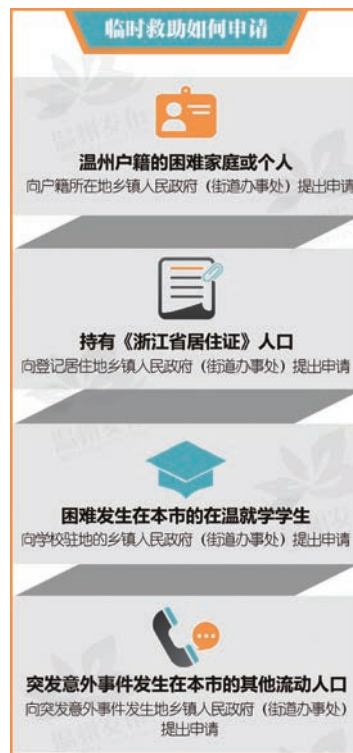 临时救助如何申请
温州户籍的困难家庭或个人
向户籍所在地乡镇人民政府（街道办事处）提出申请
持有《浙江省居住证》人口
向登记居住地乡镇人民政府（街道办事处）提出申请
困难发生在本市的在温就学学生
向学校驻地的乡镇人民政府（街道办事处）提出申请
突发意外事件发生在本市的其他流动人口
向突发意外事件发生地乡镇人民政府（街道办事处）
提出申请